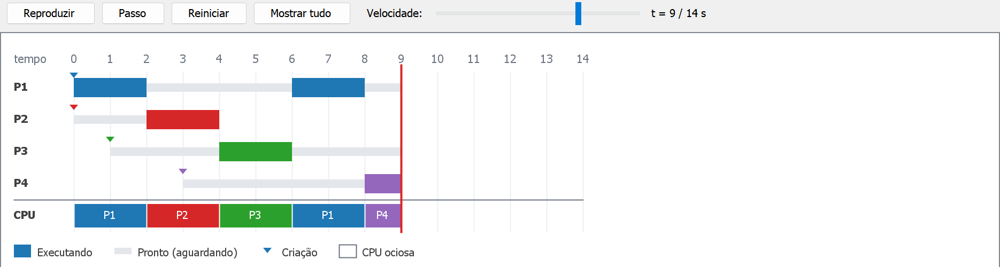 Reproduzir Passo Reiniciar Mostrar tudo Velocidade: t = 9 / 14 s
tempo 0 1 2 3 4 5 6 7 8 9 10 11 12 13 14
P1
P2
P3
P4
CPU P1 P2 P3 P1 P4
Executando Pronto (aguardando) Criação CPU ociosa